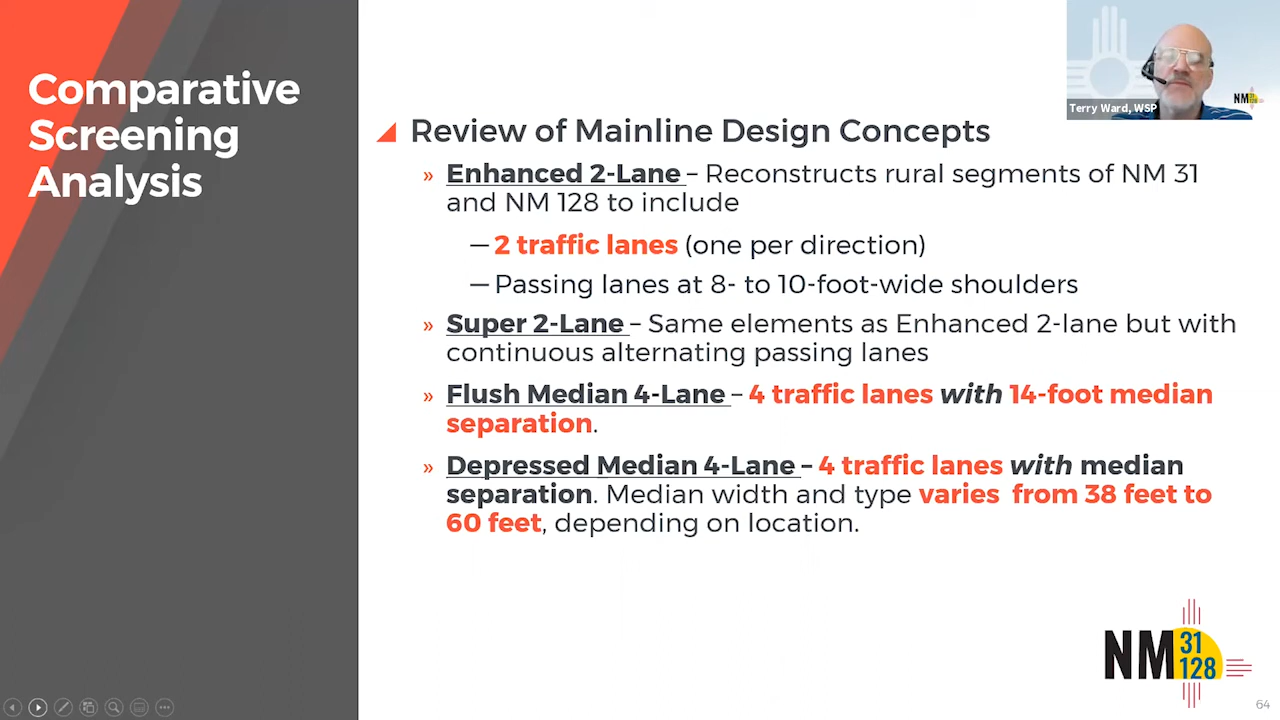 Comparative
Screening
Analysis
Terry Ward, WSP
NM
Review of Mainline Design Concepts
» Enhanced 2-Lane – Reconstructs rural segments of NM 31
and NM 128 to include
— 2 traffic lanes (one per direction)
— Passing lanes at 8- to 10-foot-wide shoulders
» Super 2-Lane – Same elements as Enhanced 2-lane but with
continuous alternating passing lanes
» Flush Median 4-Lane – 4 traffic lanes with 14-foot median
separation.
» Depressed Median 4-Lane – 4 traffic lanes with median
separation. Median width and type varies from 38 feet to
60 feet, depending on location.
NM 31
128
64